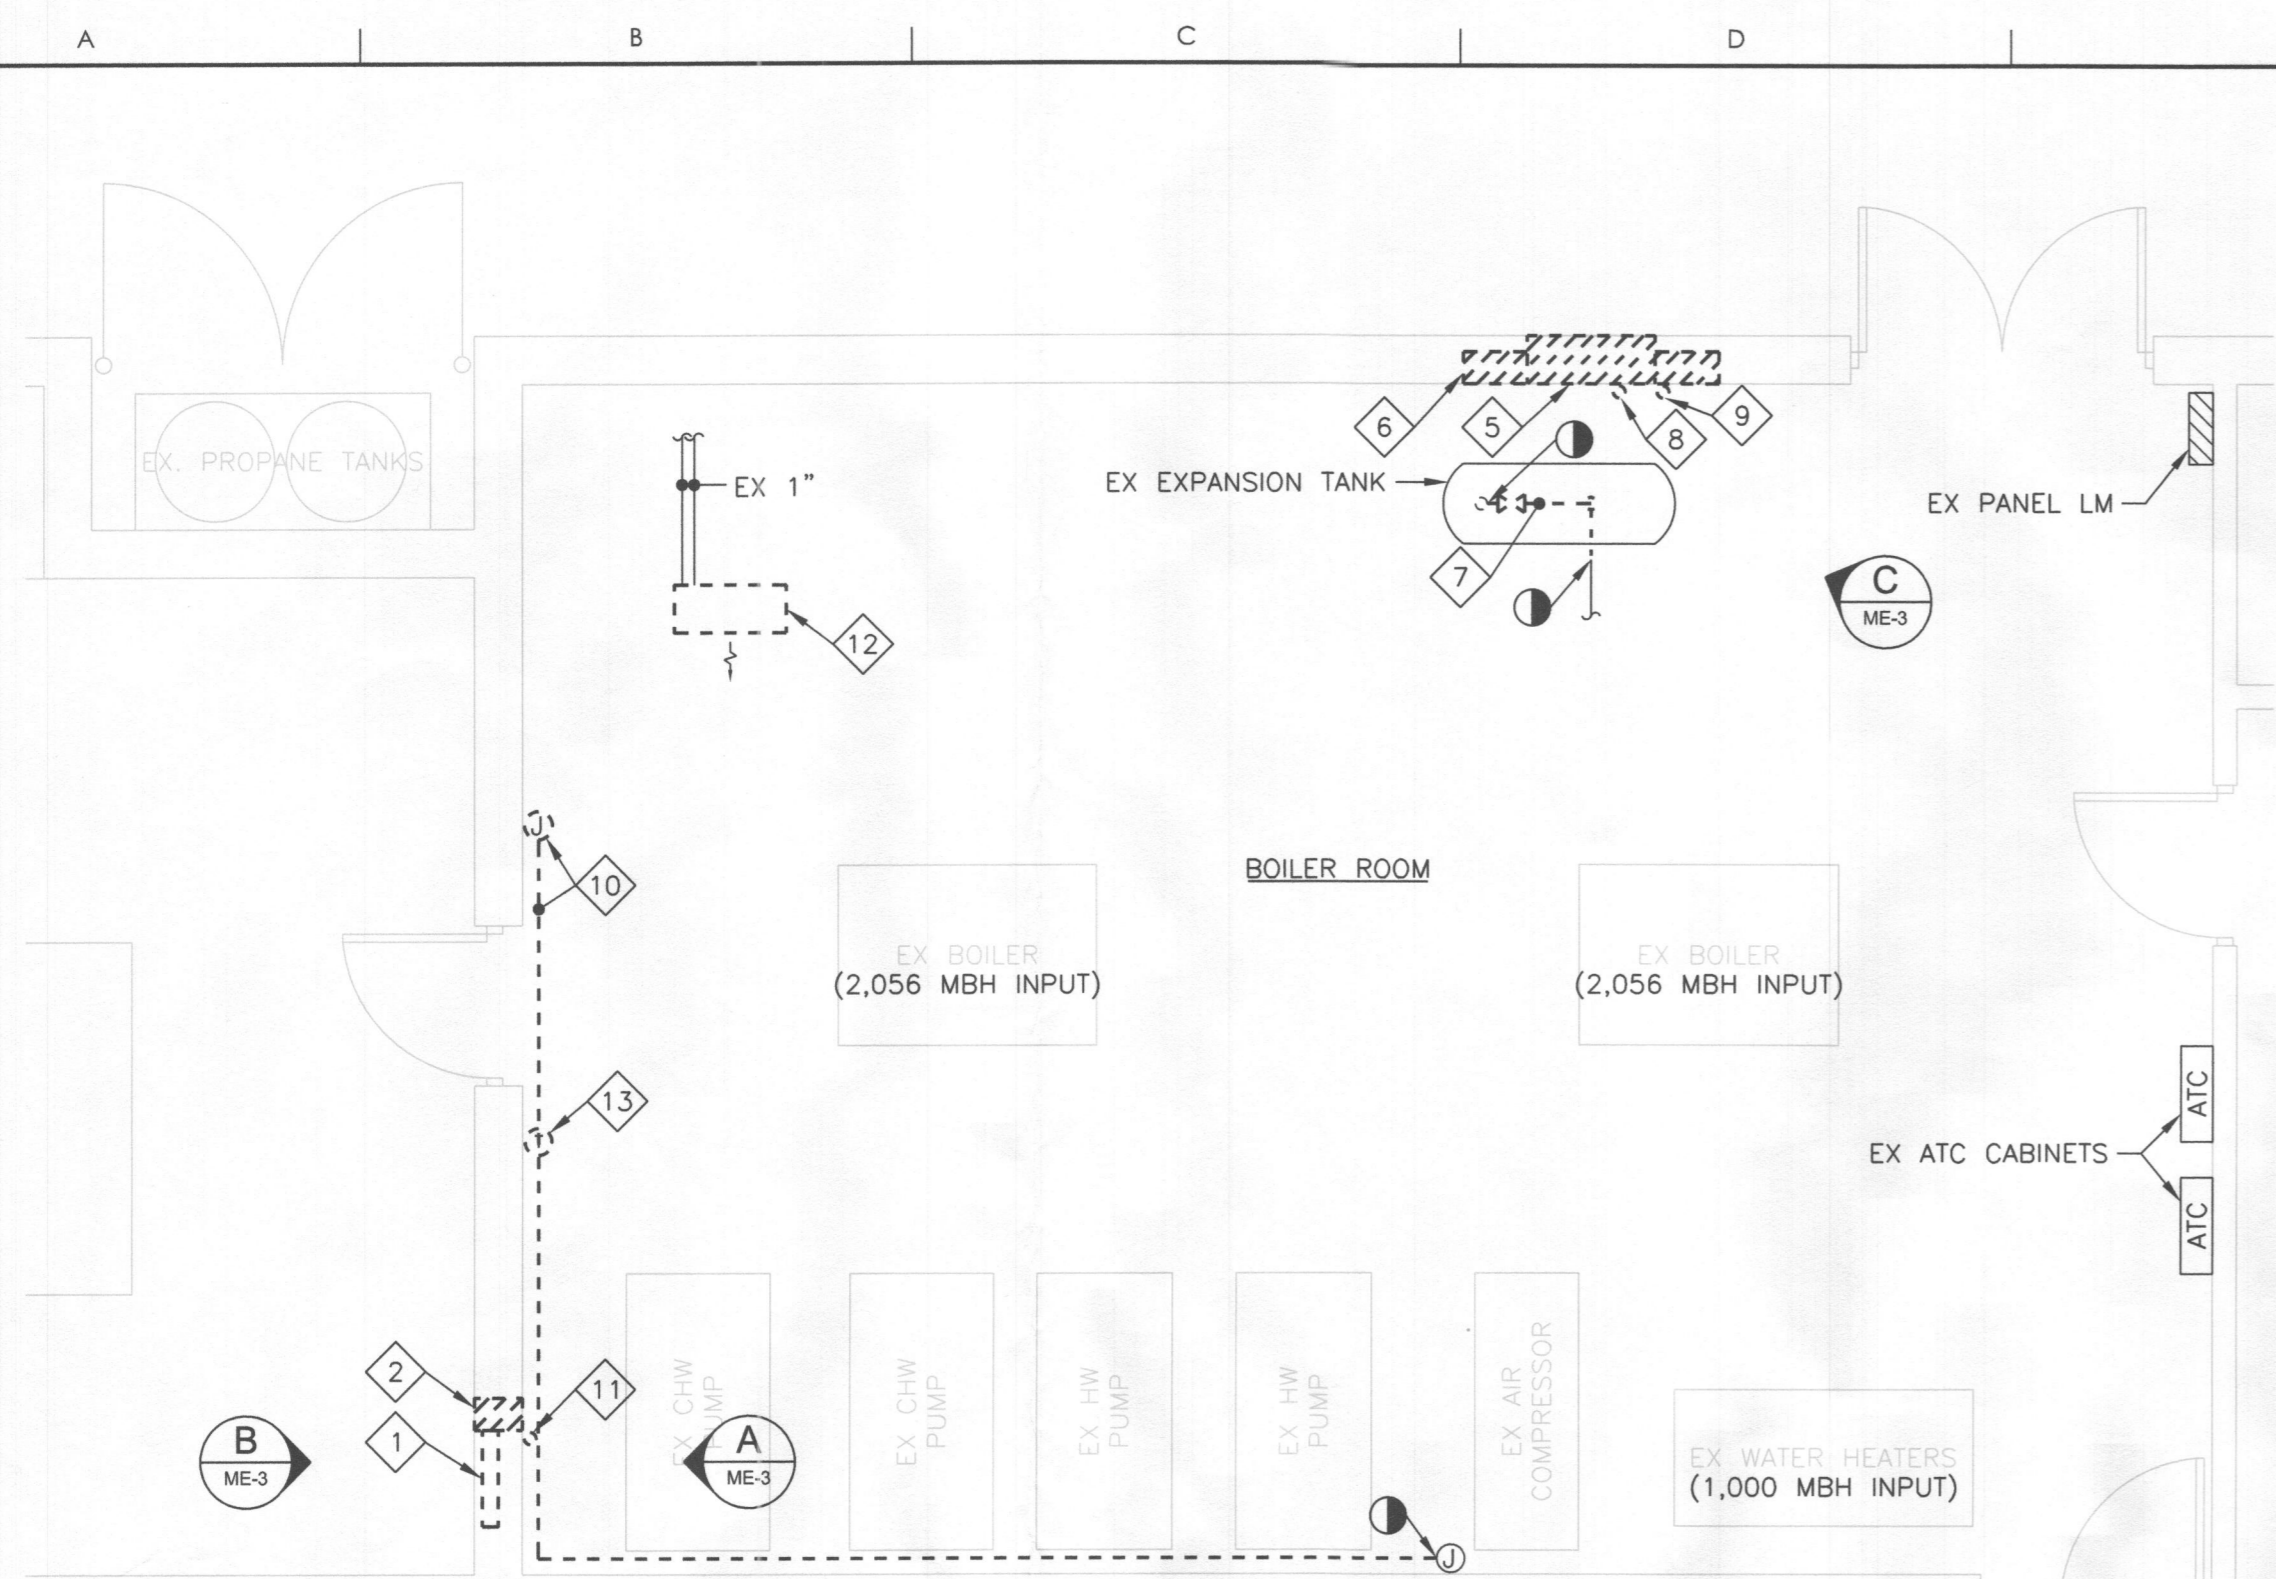 A
B
C
D
EX. PROPANE TANKS
EX 1”
12
6
5
8
9
EX EXPANSION TANK
7
EX PANEL LM
C
ME-3
J
10
BOILER ROOM
EX BOILER
(2,056 MBH INPUT)
EX BOILER
(2,056 MBH INPUT)
13
EX ATC CABINETS
ATC
ATC
2
1
11
B
ME-3
A
ME-3
EX CHW
PUMP
EX CHW
PUMP
EX HW
PUMP
EX HW
PUMP
EX AIR
COMPRESSOR
EX WATER HEATERS
(1,000 MBH INPUT)
J